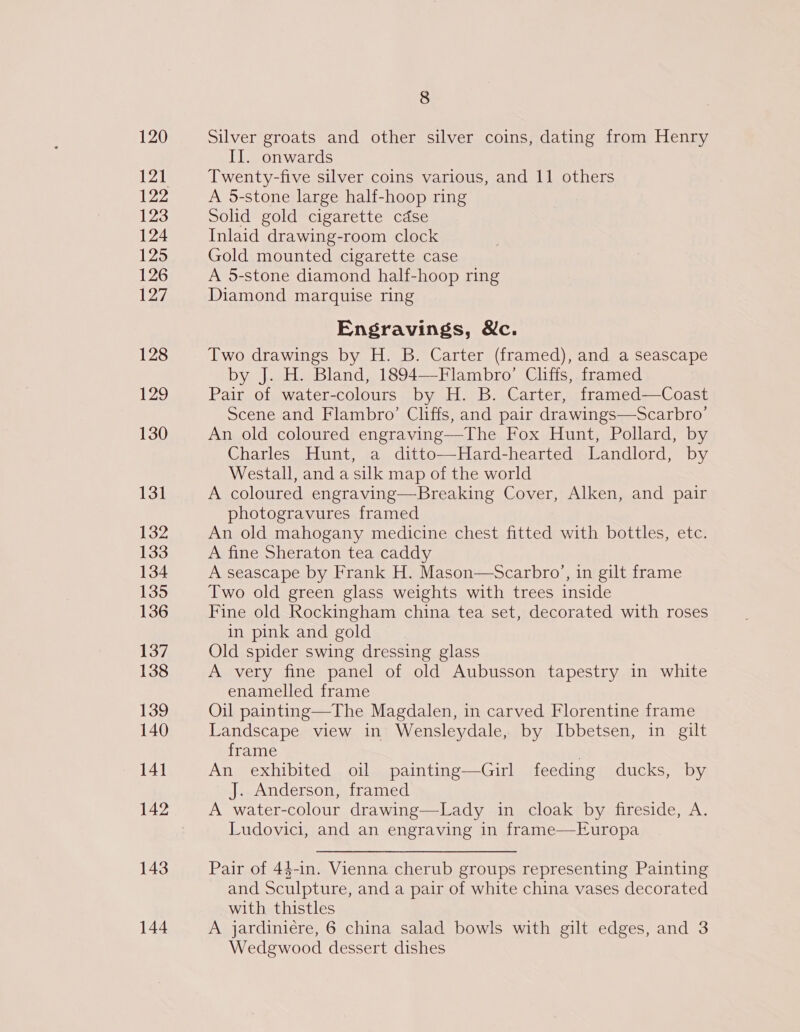 8
120 Silver groats and other silver coins, dating from Henry
II. onwards
121 Twenty-five silver coins various, and 11 others
122 A 5-stone large half-hoop ring
123 Solid gold cigarette case
124 Inlaid drawing-room clock
125 Gold mounted cigarette case
126 A 5-stone diamond half-hoop ring
127 Diamond marquise ring
Engravings, &c.
128 Two drawings by H. B. Carter (framed), and a seascape
by J. H. Bland, 1894—Flambro’ Cliffs, framed
129 Pair of water-colours by H. B. Carter, framed—Coast
Scene and Flambro’ Cliffs, and pair drawings—Scarbro’
130 An old coloured engraving—The Fox Hunt, Pollard, by
Charles Hunt, a ditto—Hard-hearted Landlord, by
Westall, and a silk map of the world
131 A coloured engraving—Breaking Cover, Alken, and pair
photogravures framed
132 An old mahogany medicine chest fitted with bottles, etc.
133 A fine Sheraton tea caddy
134 A seascape by Frank H. Mason—Scarbro’, in gilt frame
135 Two old green glass weights with trees inside
136 Fine old Rockingham china tea set, decorated with roses
in pink and gold
137 Old spider swing dressing glass
138 A very fine panel of old Aubusson tapestry in white
enamelled frame
139 Oil painting—The Magdalen, in carved Florentine frame
140 Landscape view in Wensleydale, by Ibbetsen, in gilt
frame
141 An exhibited oil painting—Girl feeding ducks, by
J. Anderson, framed
142 A water-colour drawing—Lady in cloak by fireside, A.
Ludovici, and an engraving in frame—Europa
143 Pair of 4½-in. Vienna cherub groups representing Painting
and Sculpture, and a pair of white china vases decorated
with thistles
144 A jardinière, 6 china salad bowls with gilt edges, and 3
Wedgwood dessert dishes